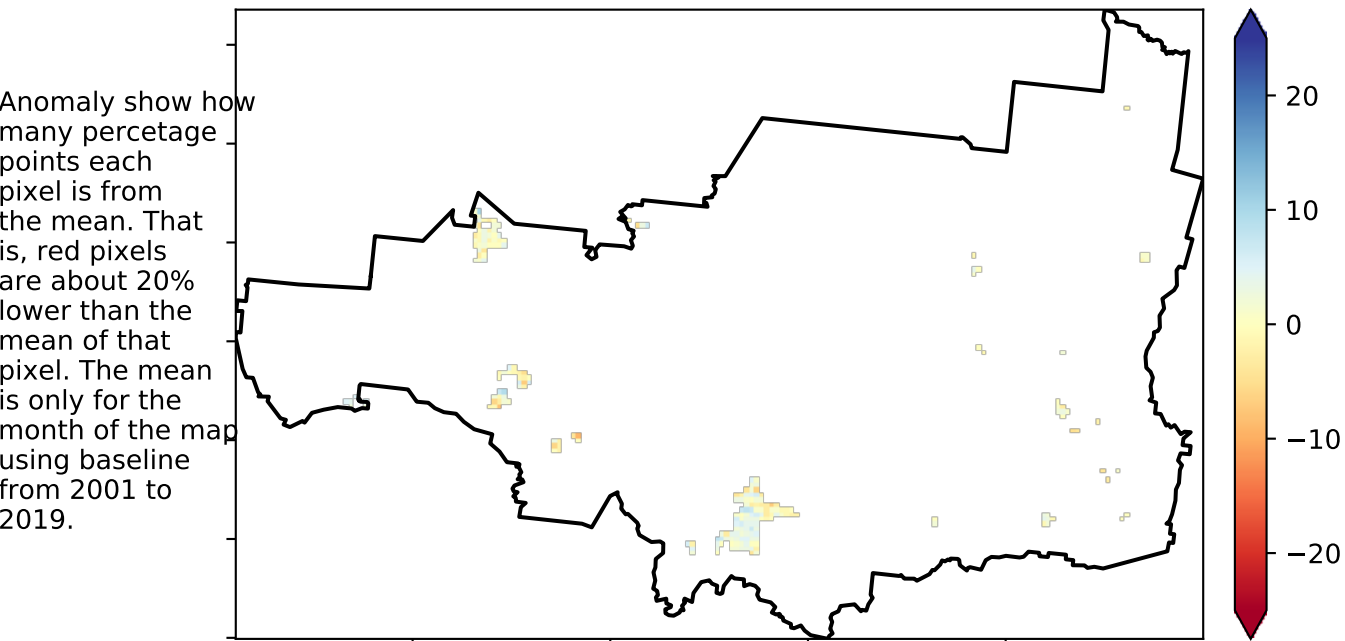 Anomaly show how
many percetage
points each
pixel is from
the mean. That
is, red pixels
are about 20%
lower than the
mean of that
pixel. The mean
is only for the
month of the map
using baseline
from 2001 to
2019.
20
10
0
−10
−20